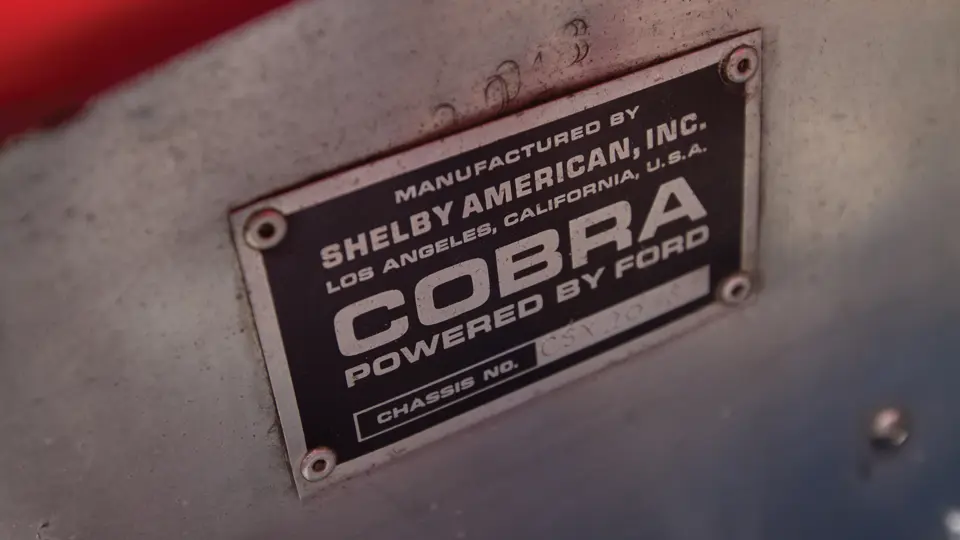 MANUFACTURED BY
SHELBY AMERICAN, INC.
LOS ANGELES, CALIFORNIA, U.S.A.
COBRA
POWERED BY FORD
CHASSIS NO.